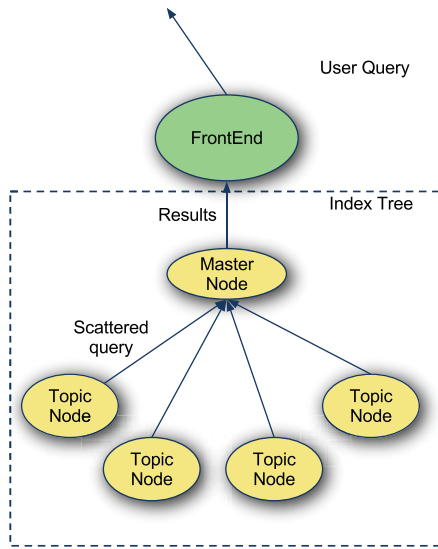 User Query
FrontEnd
Index Tree
Results
Master
Node
Scattered
query
Topic
Node
Topic
Node
Topic
Node
Topic
Node